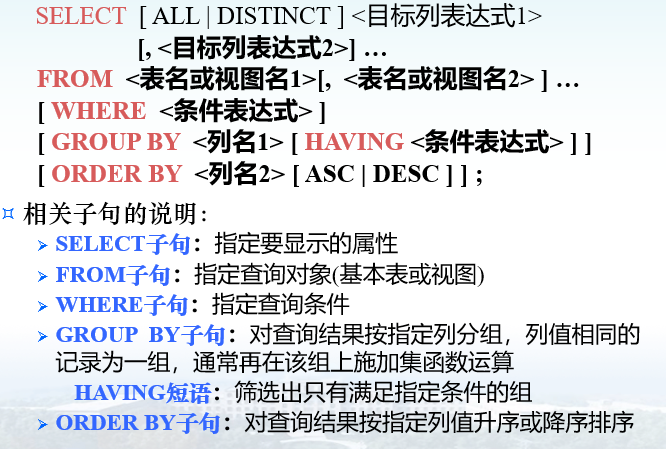 SELECT [ ALL | DISTINCT ] <目标列表达式1>
[, <目标列表达式2>] …
FROM <表名或视图名1>[, <表名或视图名2> ] …
[ WHERE <条件表达式> ]
[ GROUP BY <列名1> [ HAVING <条件表达式> ] ]
[ ORDER BY <列名2> [ ASC | DESC ] ] ;
相关子句的说明：
SELECT子句：指定要显示的属性
FROM子句：指定查询对象(基本表或视图)
WHERE子句：指定查询条件
GROUP BY子句：对查询结果按指定列分组，列值相同的
记录为一组，通常再在该组上施加集函数运算
HAVING短语：筛选出只有满足指定条件的组
ORDER BY子句：对查询结果按指定列值升序或降序排序